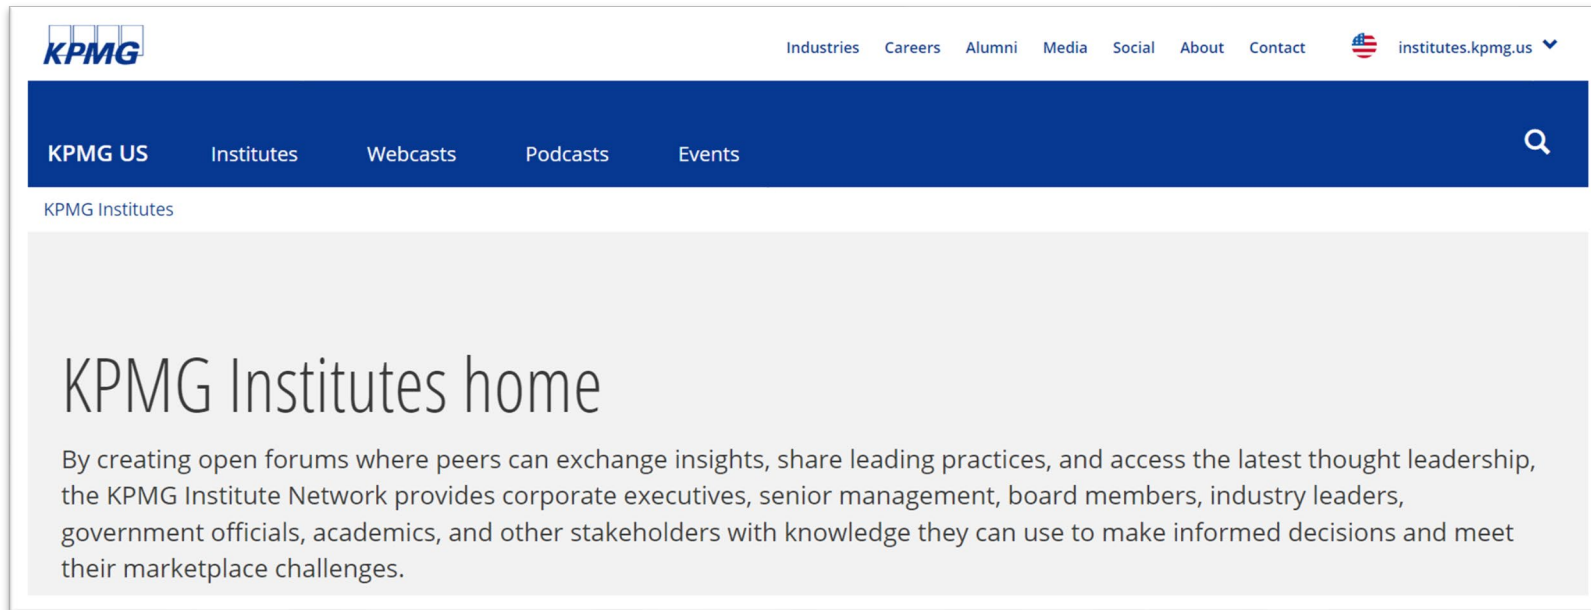 KPMG
Industries Careers Alumni Media Social About Contact institutes.kpmg.us
KPMG US Institutes Webcasts Podcasts Events
KPMG Institutes
KPMG Institutes home
By creating open forums where peers can exchange insights, share leading practices, and access the latest thought leadership,
the KPMG Institute Network provides corporate executives, senior management, board members, industry leaders,
government officials, academics, and other stakeholders with knowledge they can use to make informed decisions and meet
their marketplace challenges.